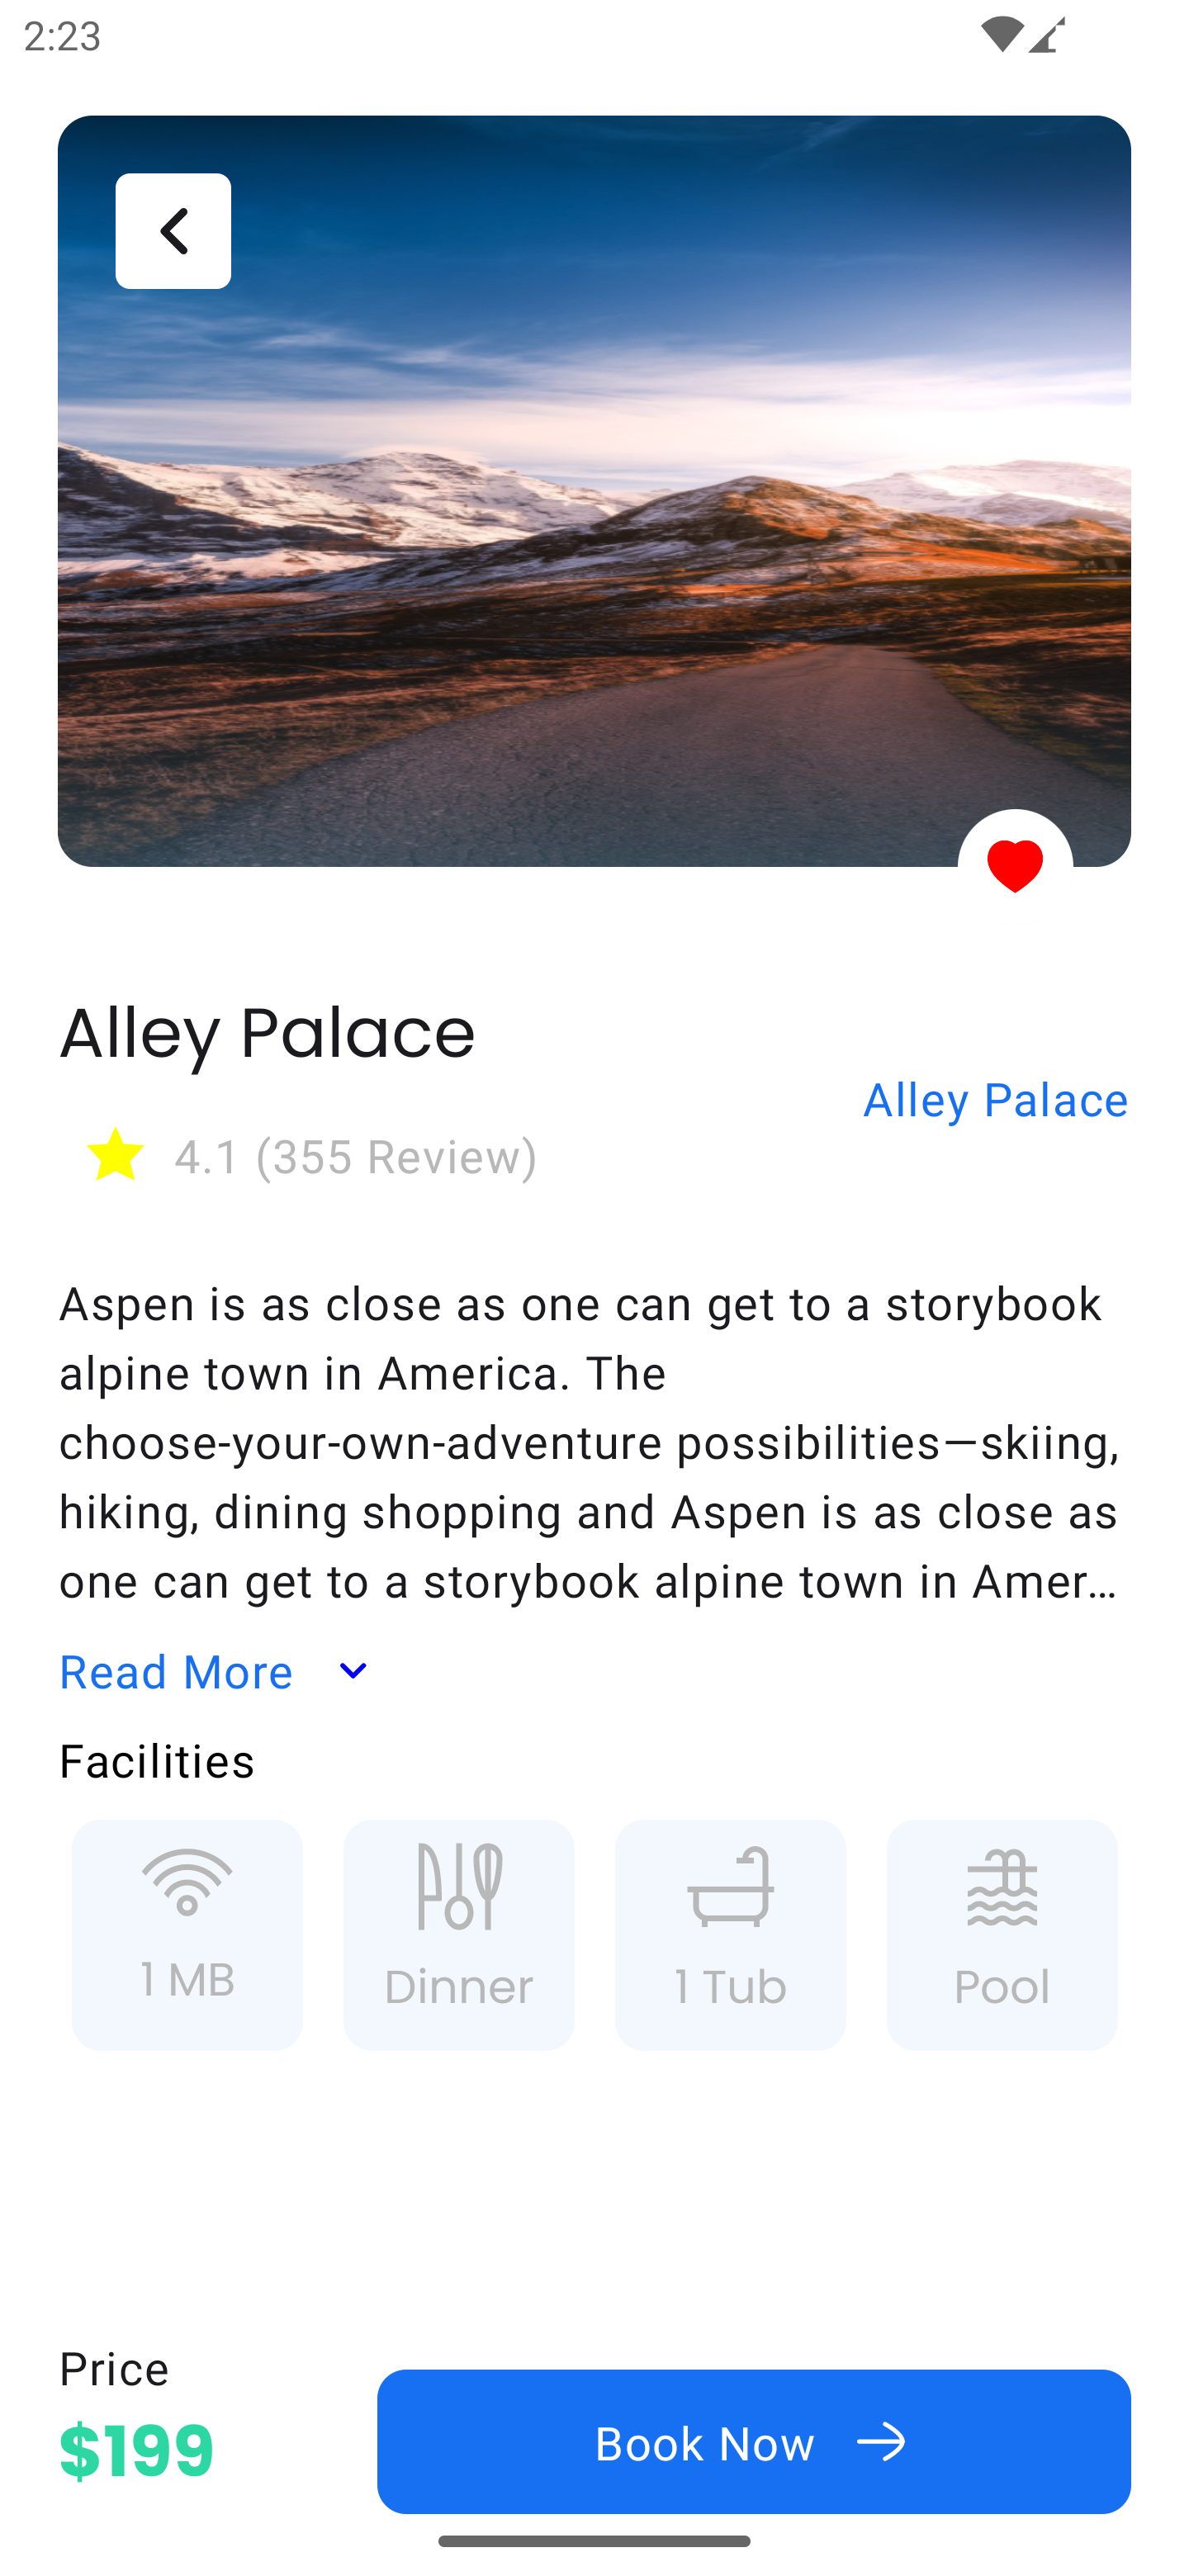 2:23
Alley Palace
Alley Palace
4.1 (355 Review)
Aspen is as close as one can get to a storybook
alpine town in America. The
choose-your-own-adventure possibilities—skiing,
hiking, dining shopping and Aspen is as close as
one can get to a storybook alpine town in Amer…
Read More
Facilities
1 MB
Dinner
1 Tub
Pool
Price
$199
Book Now